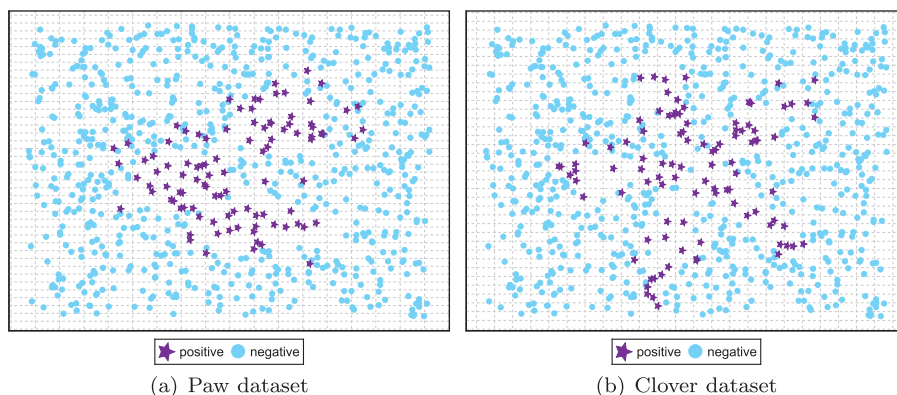 positive negative
(a) Paw dataset
positive negative
(b) Clover dataset